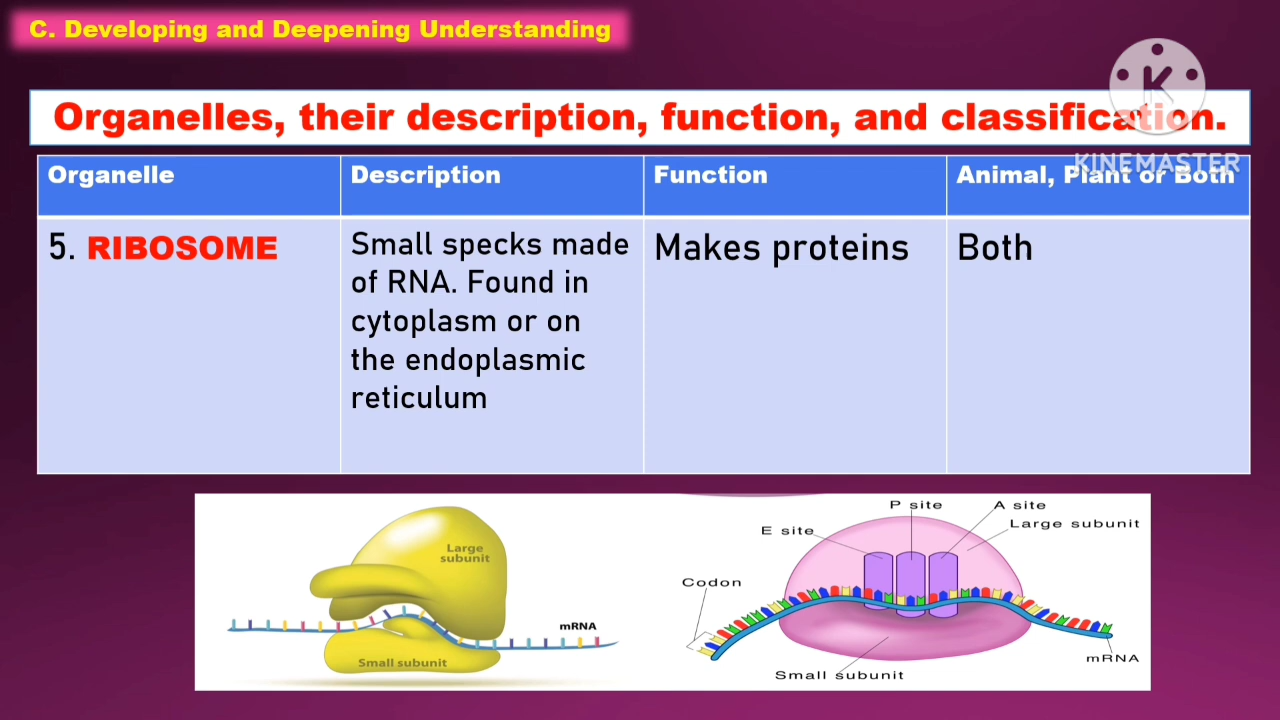 C. Developing and Deepening Understanding
Organelles, their description, function, and classification.
KINEMASTER
Organelle
Description
Function
Animal, Plant or Both
5. RIBOSOME
Small specks made
of RNA. Found in
cytoplasm or on
the endoplasmic
reticulum
Makes proteins
Both
Large
subunit
mRNA
Small subunit
P site
A site
E site
Large subunit
Codon
mRNA
Small subunit